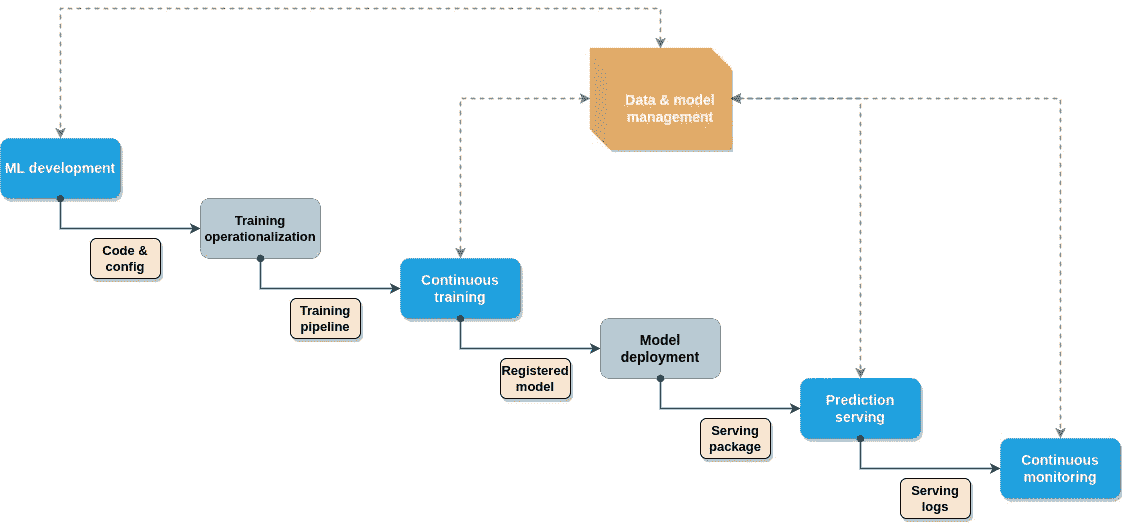 Data & model
management
ML development
Training
operationalization
Code &
config
Continuous
training
Training
pipeline
Model
deployment
Registered
model
Prediction
serving
Serving
package
Continuous
monitoring
Serving
logs